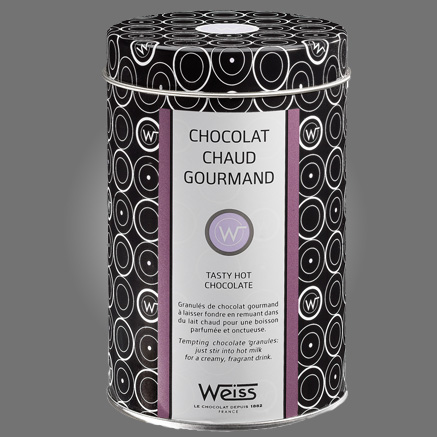 CHOCOLAT
CHAUD
GOURMAND
W
TASTY HOT
CHOCOLATE
Granulés de chocolat gourmand
à laisser fondre en remuant dans
du lait chaud pour une boisson
parfumée et onctueuse.
Tempting chocolate granules:
just stir into hot milk
for a creamy, fragrant drink.
Weiss
LE CHOCOLAT DEPUIS 1882
FRANCE